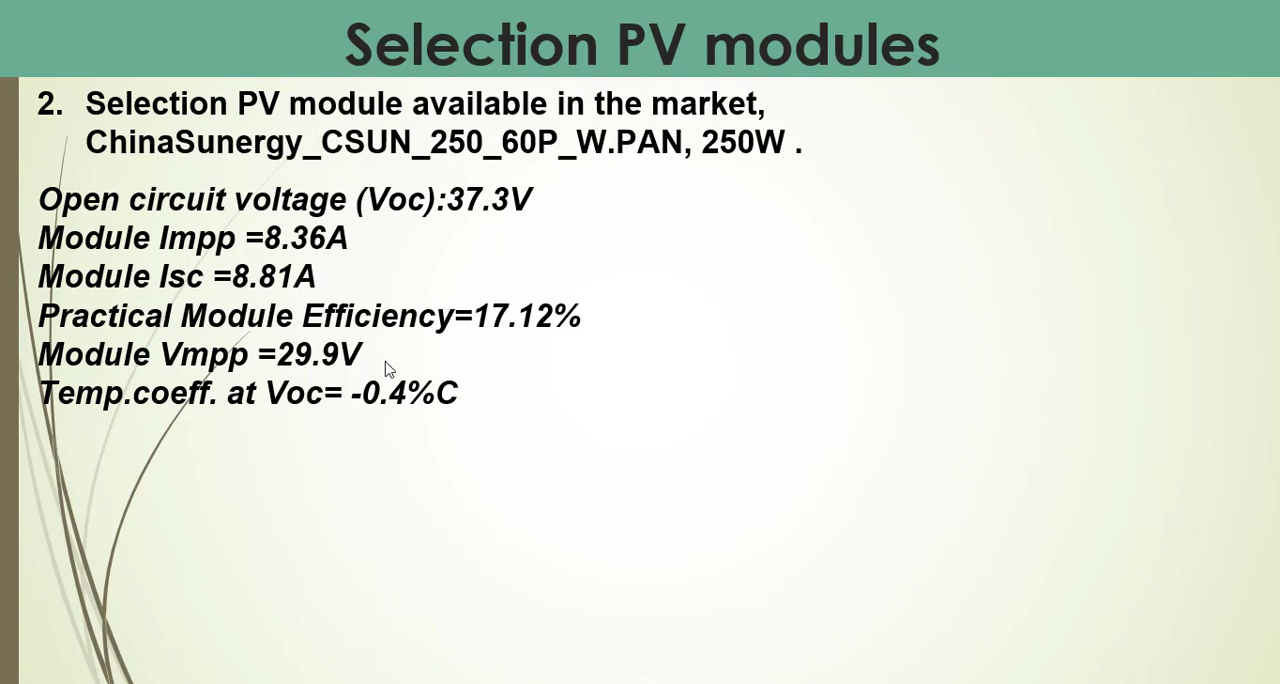 Selection PV modules
2. Selection PV module available in the market,
ChinaSunergy_CSUN_250_60P_W.PAN, 250W .
Open circuit voltage (Voc):37.3V
Module Impp =8.36A
Module Isc =8.81A
Practical Module Efficiency=17.12%
Module Vmpp =29.9V
Temp.coeff. at Voc= -0.4%C